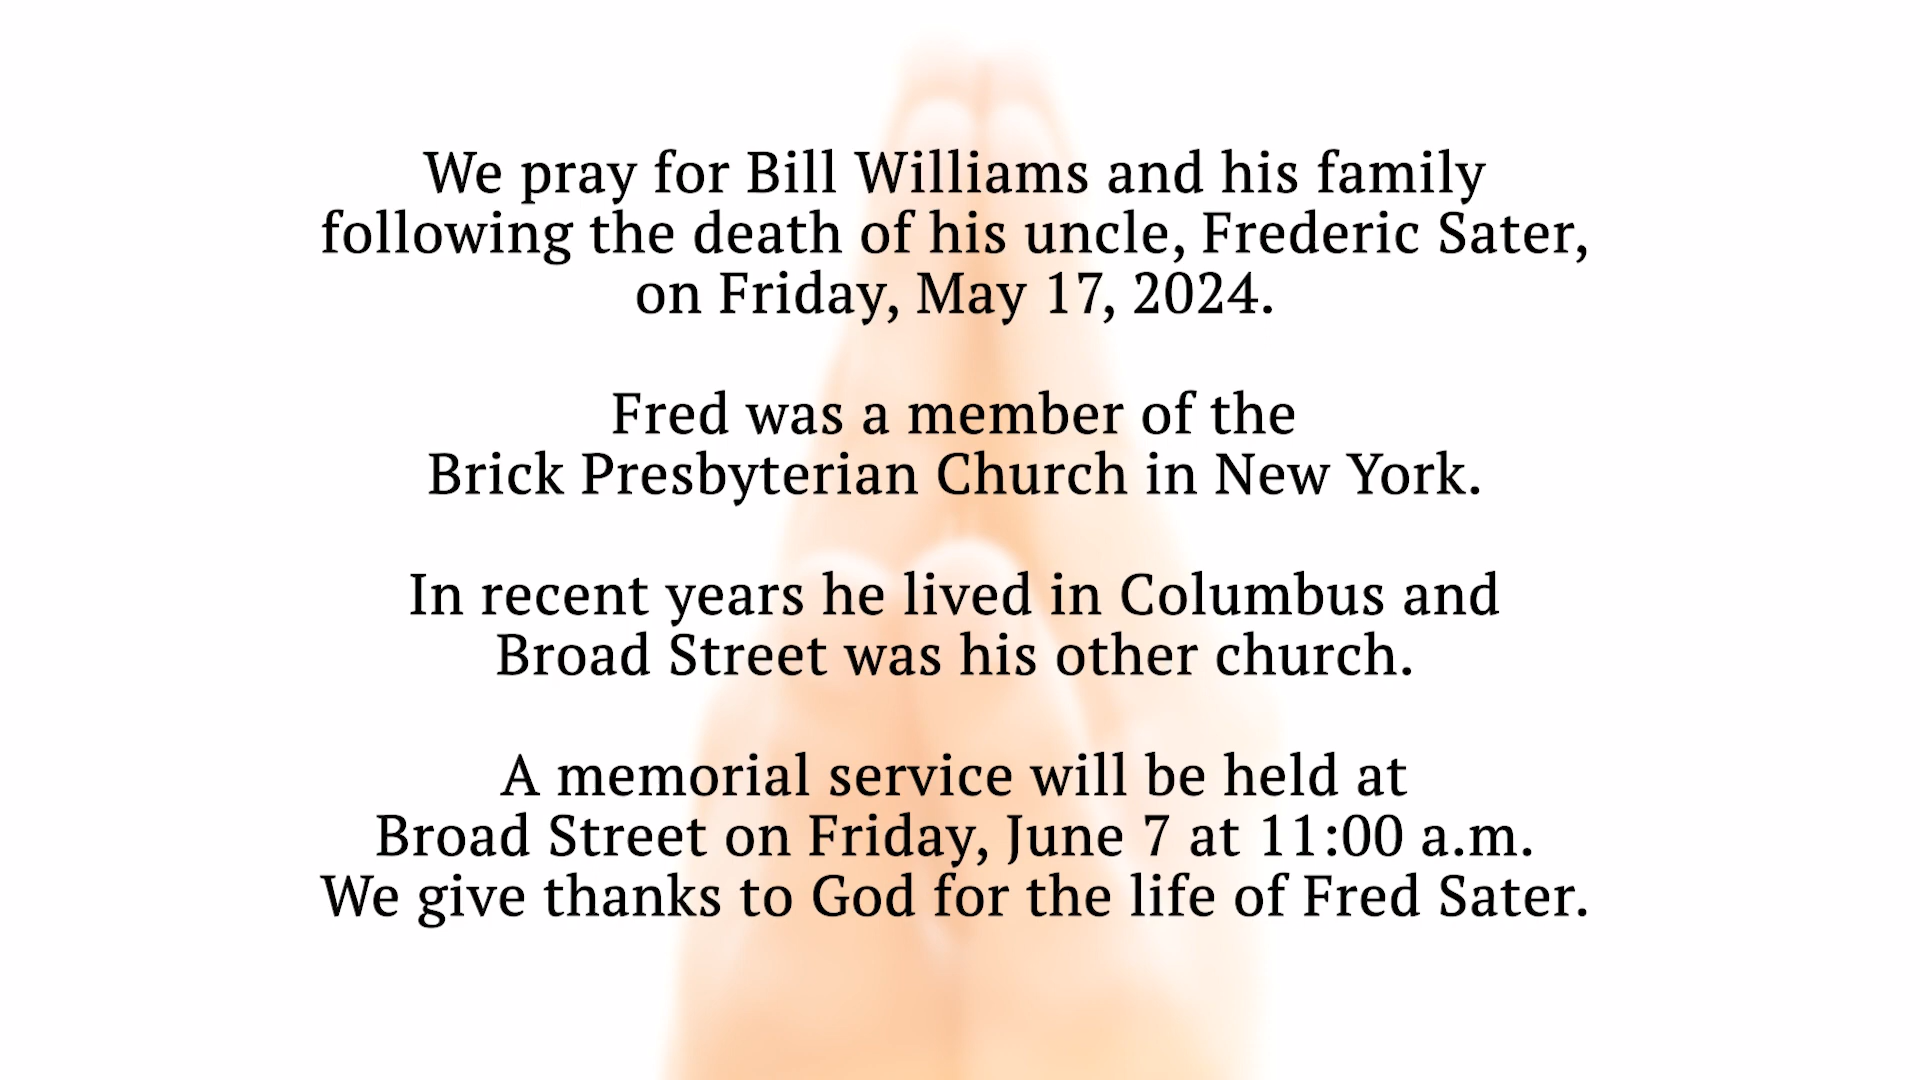 We pray for Bill Williams and his family
following the death of his uncle, Frederic Sater,
on Friday, May 17, 2024.
Fred was a member of the
Brick Presbyterian Church in New York.
In recent years he lived in Columbus and
Broad Street was his other church.
A memorial service will be held at
Broad Street on Friday, June 7 at 11:00 a.m.
We give thanks to God for the life of Fred Sater.